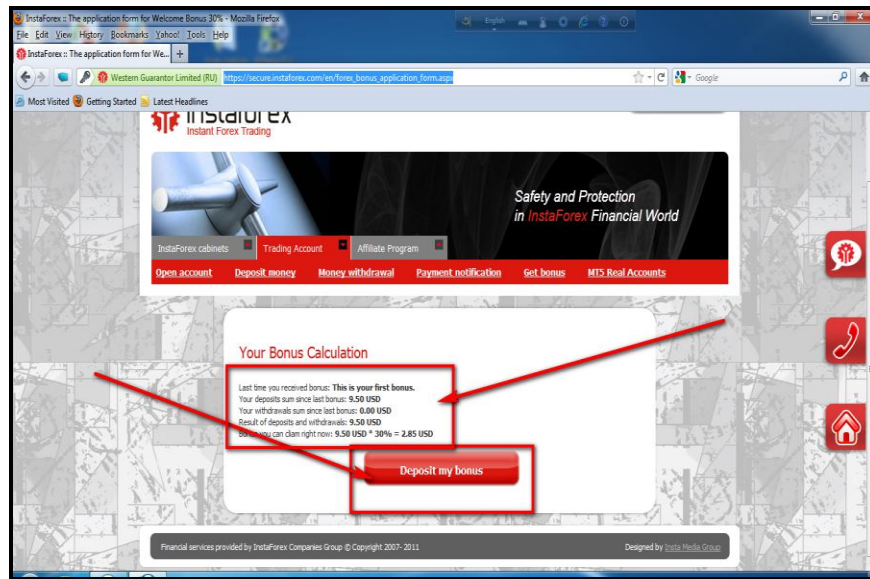 InstaForex :: The application form for Welcome Bonus 30% - Mozilla Firefox
English
File Edit View History Bookmarks Yahoo! Tools Help
InstaForex :: The application form for We... +
Western Guarantor Limited (RU) https://secure.instaforex.com/en/forex_bonus_application_form.aspx
Google
Most Visited Getting Started Latest Headlines
Instaforex
Instant Forex Trading
Safety and Protection
in InstaForex Financial World
InstaForex cabinets Trading Account Affiliate Program
Open account Deposit money Money withdrawal Payment notification Get bonus MT5 Real Accounts
Your Bonus Calculation
Last time you received bonus: This is your first bonus.
Your deposits sum since last bonus: 9.50 USD
Your withdrawals sum since last bonus: 0.00 USD
Result of deposits and withdrawals: 9.50 USD
Bonus you can clam right now: 9.50 USD * 30% = 2.85 USD
Deposit my bonus
Financial services provided by InstaForex Companies Group © Copyright 2007- 2011
Designed by Insta Media Group